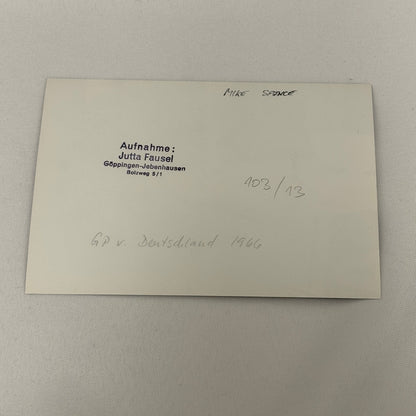 MIKE SPENCE
Aufnahme:
Jutta Fausel
Göppingen-Jebenhausen
Bolzweg 5/1
103/13
GP v. Deutschland 1966